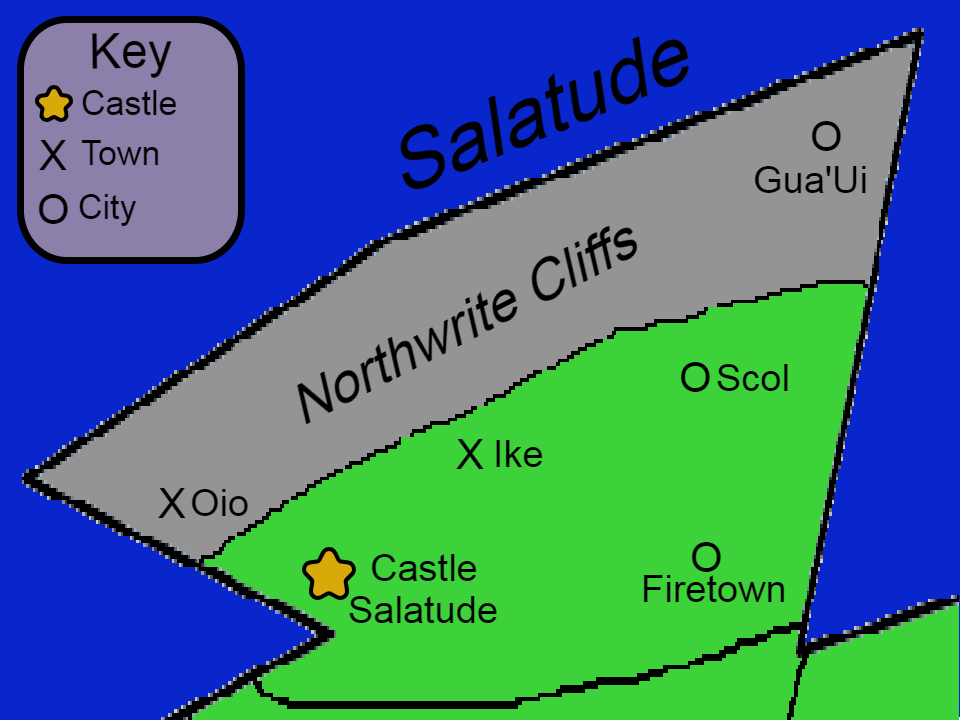 Key
Castle
X Town
O City
Salatude
Gua'Ui
Northwrite Cliffs
Scol
X Ike
X Oio
Castle
Salatude
Firetown